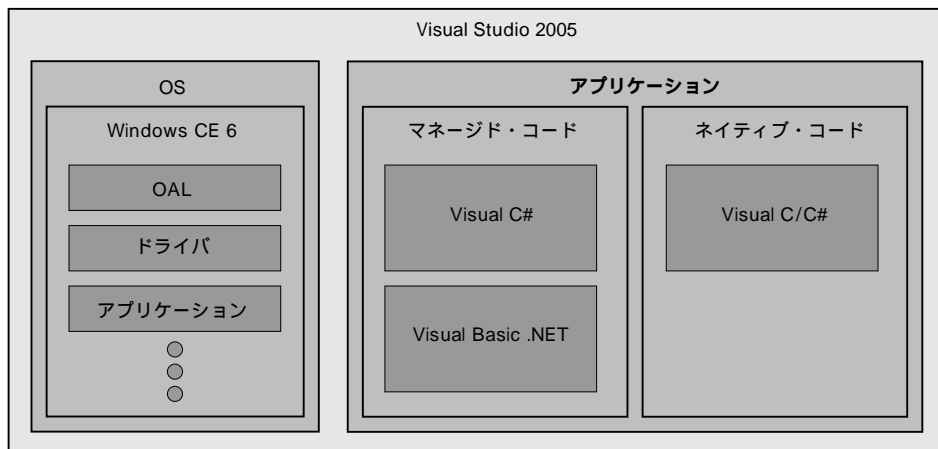 Visual Studio 2005
OS
Windows CE 6
OAL
ドライバ
アプリケーション
アプリケーション
マネージド・コード
Visual C#
Visual Basic .NET
ネイティブ・コード
Visual C/C#